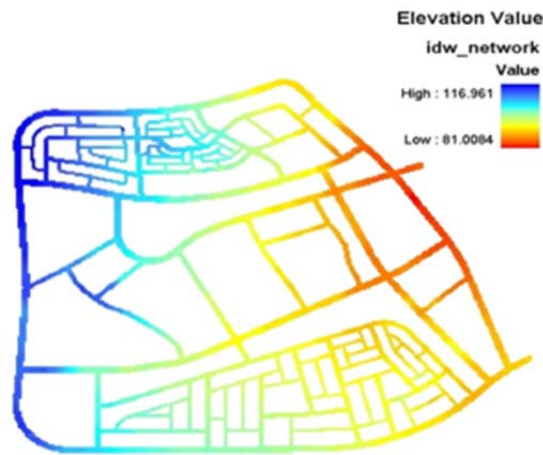 Elevation Value
idw_network
Value
High : 116.961
Low : 81.0084